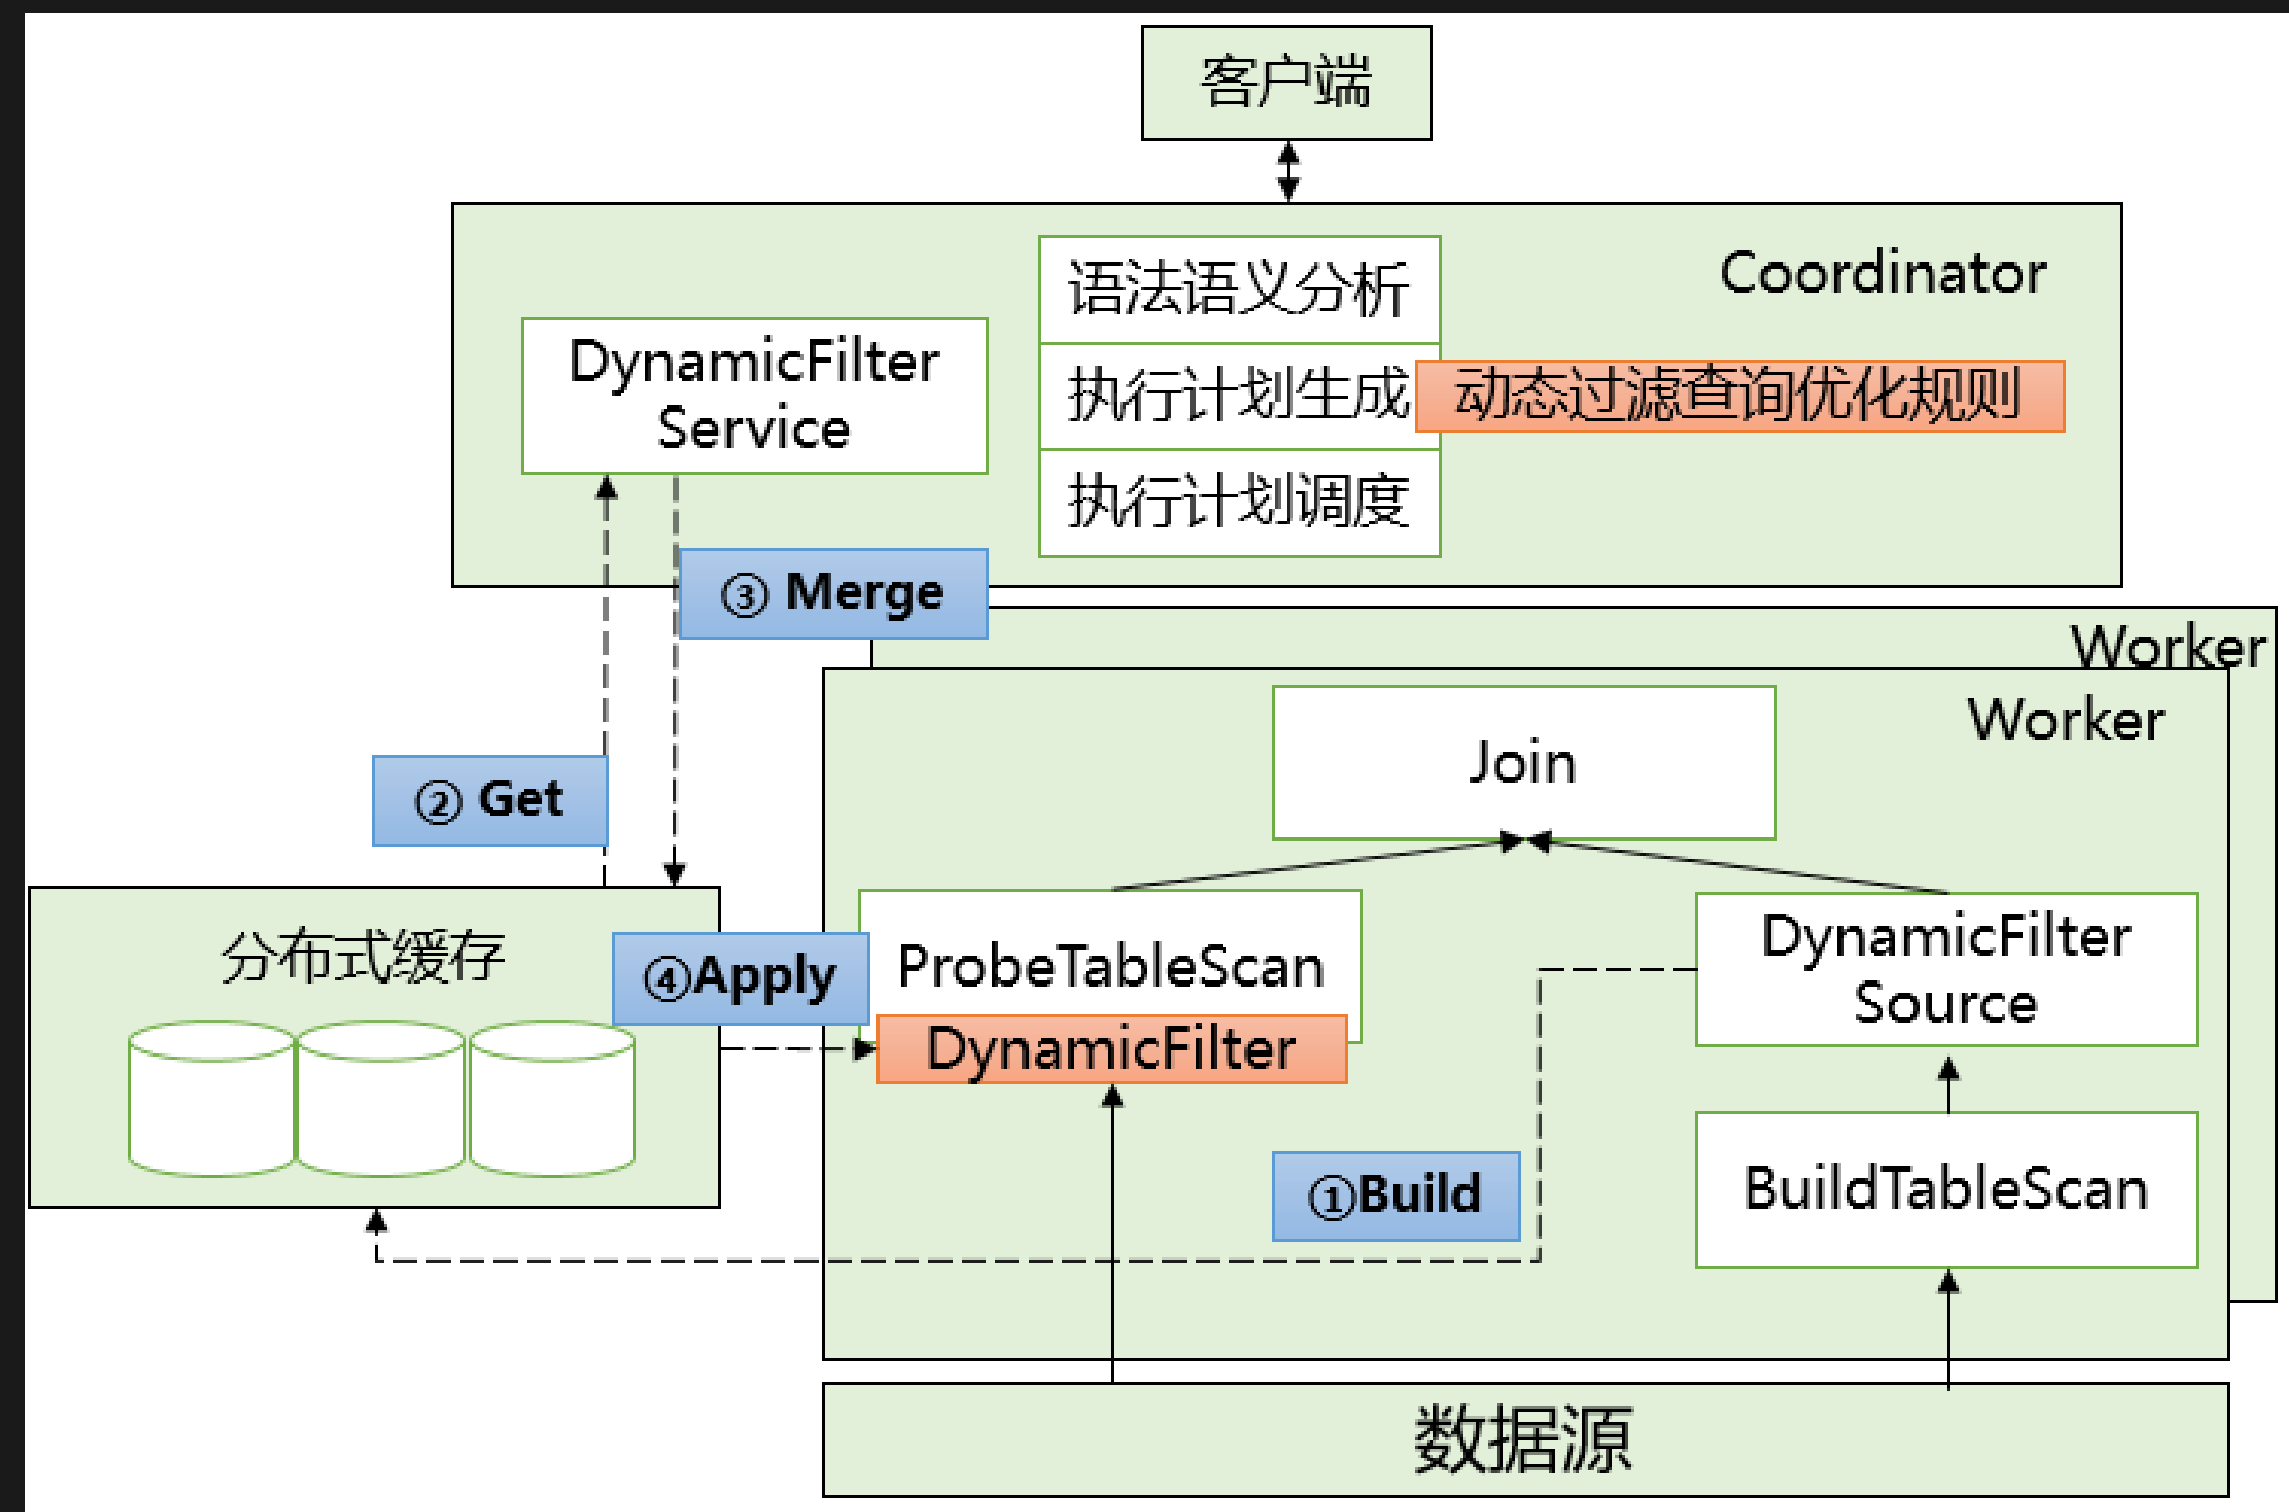 客户端
Coordinator
语法语义分析
DynamicFilter
Service
执行计划生成
动态过滤查询优化规则
执行计划调度
③ Merge
Worker
Worker
Join
② Get
分布式缓存
④Apply
ProbeTableScan
DynamicFilter
DynamicFilter
Source
①Build
BuildTableScan
数据源